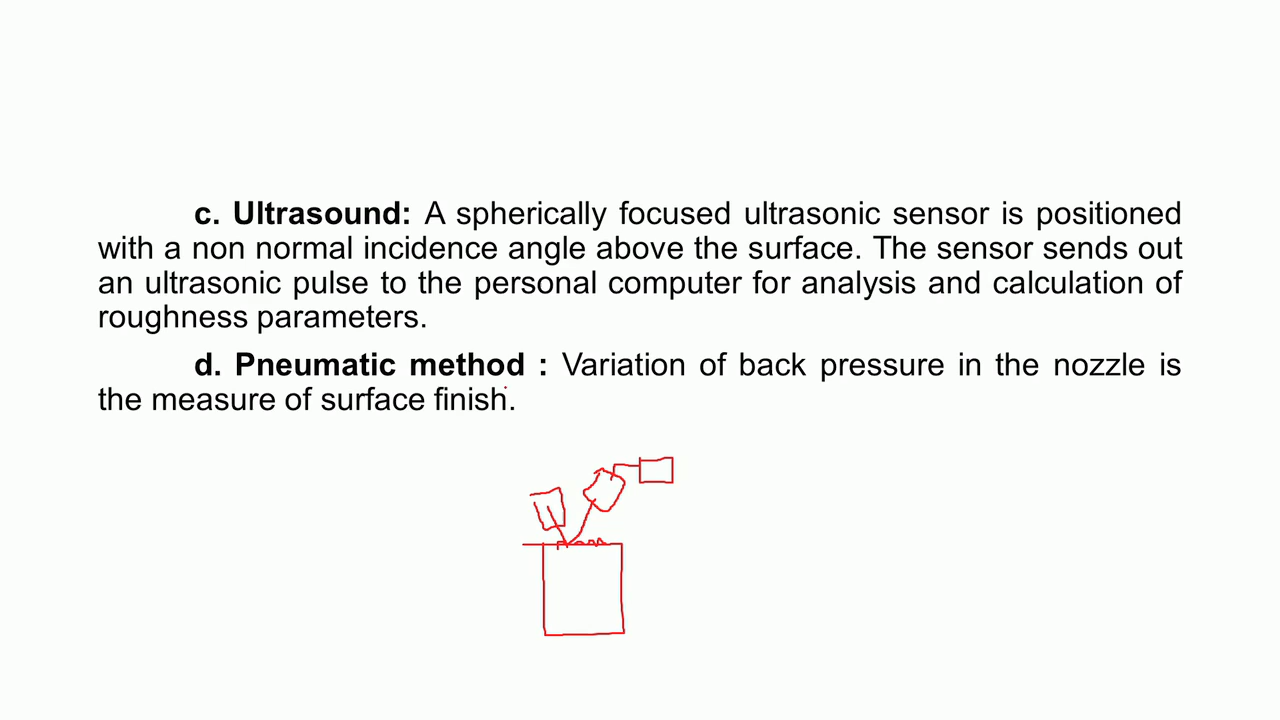 c. Ultrasound: A spherically focused ultrasonic sensor is positioned
with a non normal incidence angle above the surface. The sensor sends out
an ultrasonic pulse to the personal computer for analysis and calculation of
roughness parameters.
d. Pneumatic method : Variation of back pressure in the nozzle is
the measure of surface finish.